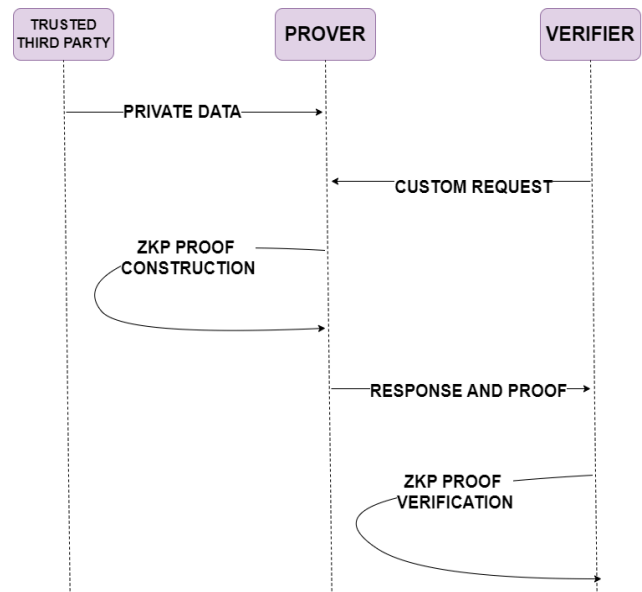 TRUSTED
THIRD PARTY
PROVER
VERIFIER
PRIVATE DATA
CUSTOM REQUEST
ZKP PROOF
CONSTRUCTION
RESPONSE AND PROOF
ZKP PROOF
VERIFICATION